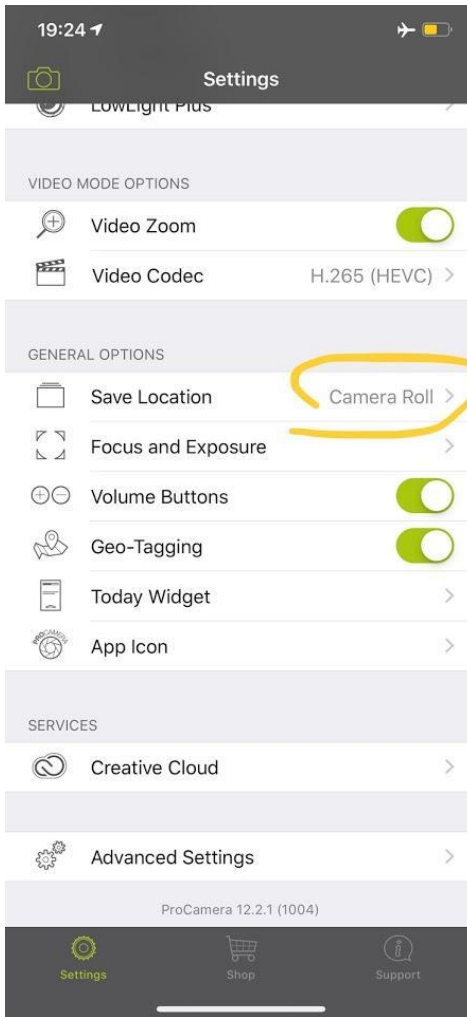 19:24
Settings
LowLight Plus
VIDEO MODE OPTIONS
Video Zoom
Video Codec H.265 (HEVC)
GENERAL OPTIONS
Save Location Camera Roll
Focus and Exposure
Volume Buttons
Geo-Tagging
Today Widget
PROCAMERA
App Icon
SERVICES
Creative Cloud
Advanced Settings
ProCamera 12.2.1 (1004)
Settings Shop Support